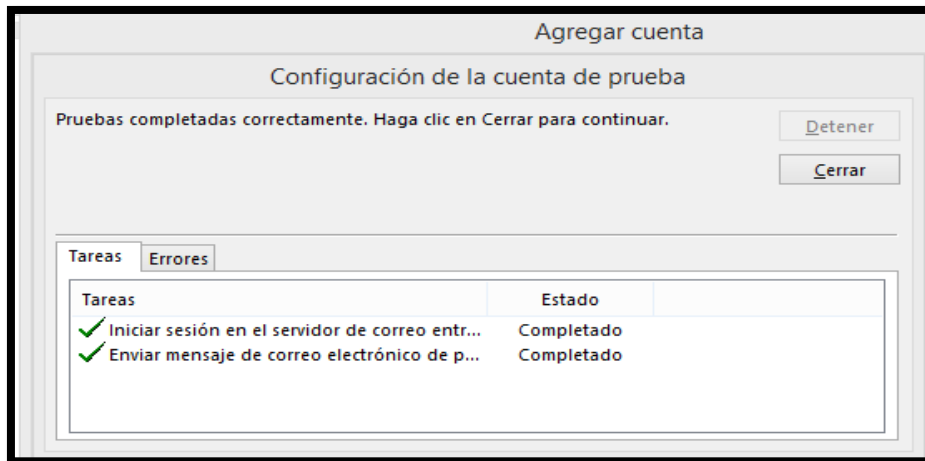 Agregar cuenta
Configuración de la cuenta de prueba
Pruebas completadas correctamente. Haga clic en Cerrar para continuar.
Detener
Cerrar
Tareas Errores
Tareas Estado
Iniciar sesión en el servidor de correo entr... Completado
Enviar mensaje de correo electrónico de p... Completado